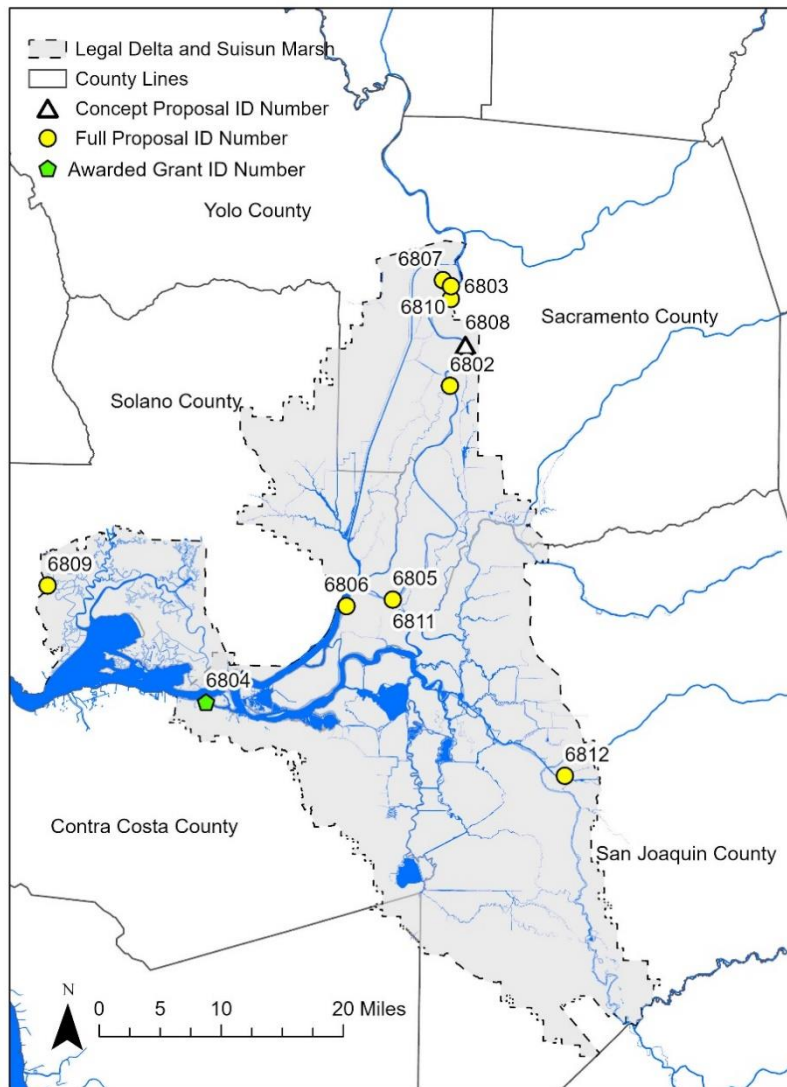 Legal Delta and Suisun Marsh
County Lines
Concept Proposal ID Number
Full Proposal ID Number
Awarded Grant ID Number
Yolo County
6807
6803
6810
6808
Sacramento County
6802
Solano County
6809
6806
6805
6811
6804
6812
Contra Costa County
San Joaquin County
N
0 5 10 20 Miles